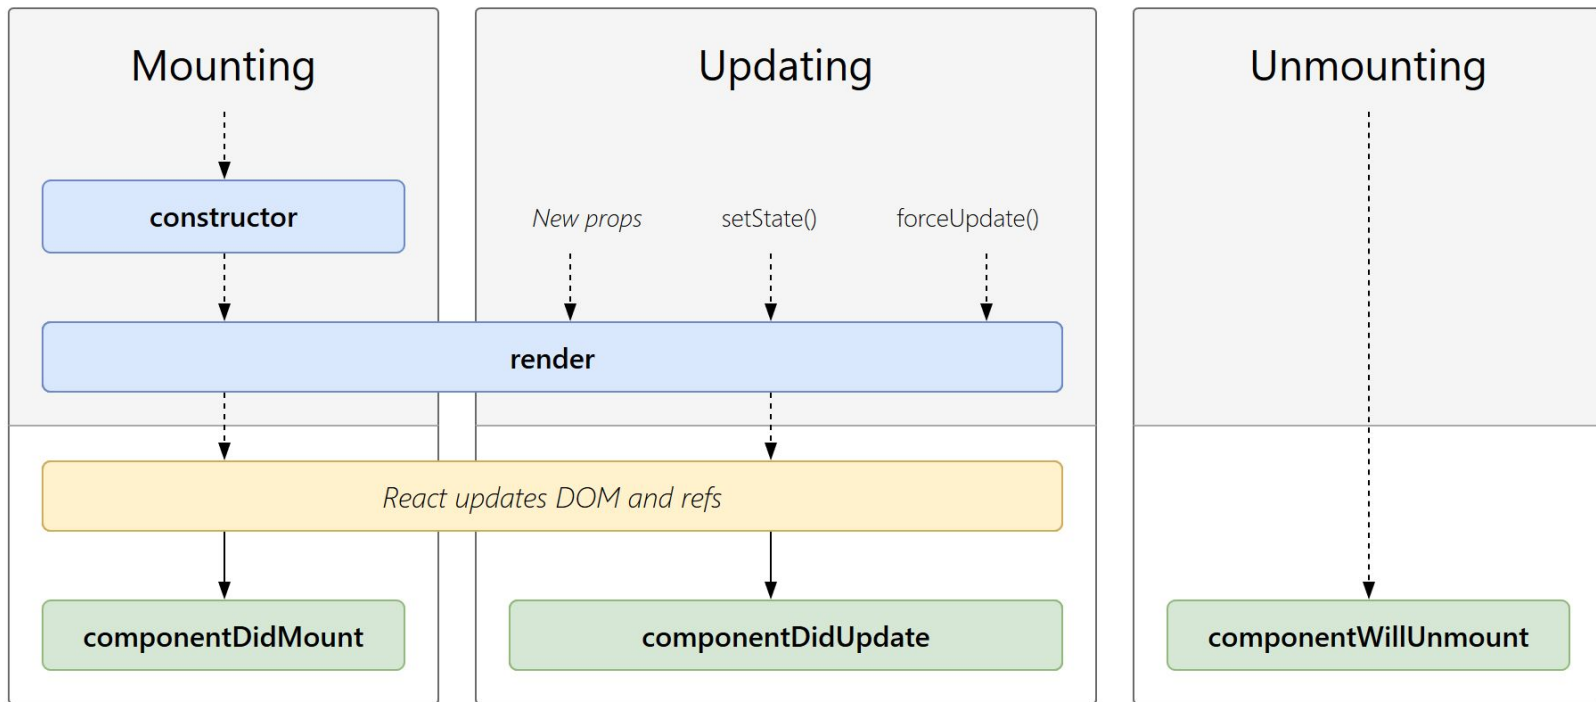 Mounting
Updating
Unmounting
constructor
New props
setState()
forceUpdate()
render
React updates DOM and refs
componentDidMount
componentDidUpdate
componentWillUnmount